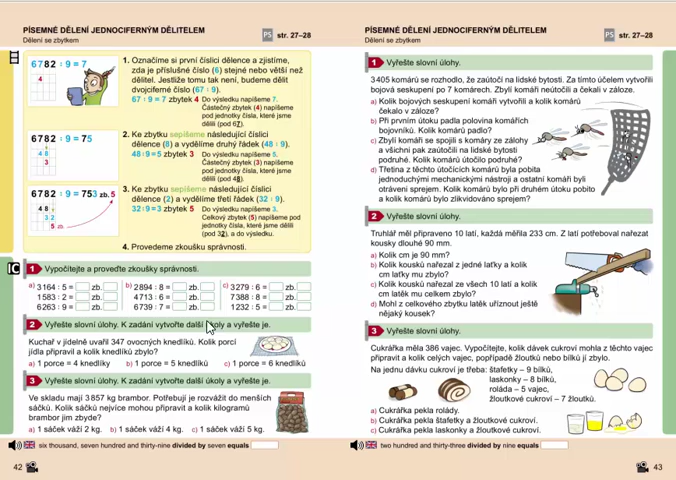 PÍSEMNÉ DĚLENÍ JEDNOCIFERNÝM DĚLITELEM
Dělení se zbytkem
PS str. 27–28
6782 : 9 = 7
4
1. Označíme si první číslici dělence a zjistíme,
zda je příslušné číslo (6) stejné nebo větší než
dělitel. Jestliže tomu tak není, budeme dělit
dvojciferné číslo (67 : 9).
67 : 9 = 7 zbytek 4 Do výsledku napíšeme 7.
Částečný zbytek (4) napíšeme
pod jednotky čísla, které jsme
dělili (pod 67).
6782 : 9 = 75
4 8
3
2. Ke zbytku sepíšeme následující číslici
dělence (8) a vydělíme druhý řádek (48 : 9).
48 : 9 = 5 zbytek 3 Do výsledku napíšeme 5.
Částečný zbytek (3) napíšeme
pod jednotky čísla, které jsme
dělili (pod 48).
6782 : 9 = 753 zb. 5
4 8
3 2
5 zb.
3. Ke zbytku sepíšeme následující číslici
dělence (2) a vydělíme třetí řádek (32 : 9).
32 : 9 = 3 zbytek 5 Do výsledku napíšeme 3.
Celkový zbytek (5) napíšeme pod
jednotky čísla, které jsme dělili
(pod 32), a do výsledku.
4. Provedeme zkoušku správnosti.
1 Vypočítejte a proveďte zkoušky správnosti.
a) 3164 : 5 = zb. b) 2894 : 8 = zb. c) 3279 : 6 = zb.
1583 : 2 = zb. 4713 : 6 = zb. 7388 : 8 = zb.
6263 : 9 = zb. 6739 : 7 = zb. 1232 : 5 = zb.
2 Vyřešte slovní úlohy. K zadání vytvořte další úkoly a vyřešte je.
Kuchař v jídelně uvařil 347 ovocných knedlíků. Kolik porcí
jídla připravil a kolik knedlíků zbylo?
a) 1 porce = 4 knedlíky b) 1 porce = 5 knedlíků c) 1 porce = 6 knedlíků
3 Vyřešte slovní úlohy. K zadání vytvořte další úkoly a vyřešte je.
Ve skladu mají 3 857 kg brambor. Potřebují je rozvážit do menších
sáčků. Kolik sáčků nejvíce mohou připravit a kolik kilogramů
brambor jim zbyde?
a) 1 sáček váží 2 kg. b) 1 sáček váží 4 kg. c) 1 sáček váží 5 kg.
six thousand, seven hundred and thirty-nine divided by seven equals
42
PÍSEMNÉ DĚLENÍ JEDNOCIFERNÝM DĚLITELEM
Dělení se zbytkem
PS str. 27–28
1 Vyřešte slovní úlohy.
3 405 komárů se rozhodlo, že zaútočí na lidské bytosti. Za tímto účelem vytvořili
bojová seskupení po 7 komárech. Zbylí komáři neútočili a čekali v záloze.
a) Kolik bojových seskupení komáři vytvořili a kolik komárů
čekalo v záloze?
b) Při prvním útoku padla polovina komářích
bojovníků. Kolik komárů padlo?
c) Zbylí komáři se spojili s komáry ze zálohy
a všichni pak zaútočili na lidské bytosti
podruhé. Kolik komárů útočilo podruhé?
d) Třetina z těchto útočících komárů byla pobita
jednoduchými mechanickými nástroji a ostatní komáři byli
otráveni sprejem. Kolik komárů bylo při druhém útoku pobito
a kolik komárů bylo zlikvidováno sprejem?
2 Vyřešte slovní úlohy.
Truhlář měl připraveno 10 latí, každá měřila 233 cm. Z latí potřeboval nařezat
kousky dlouhé 90 mm.
a) Kolik cm je 90 mm?
b) Kolik kousků nařezal z jedné laťky a kolik
cm laťky mu zbylo?
c) Kolik kousků nařezal ze všech 10 latí a kolik
cm latěk mu celkem zbylo?
d) Mohl z celkového zbytku latěk uříznout ještě
nějaký kousek?
3 Vyřešte slovní úlohy.
Cukrářka měla 386 vajec. Vypočítejte, kolik dávek cukroví mohla z těchto vajec
připravit a kolik celých vajec, popřípadě žloutků nebo bílků jí zbylo.
Na jednu dávku cukroví je třeba: štafetky – 9 bílků,
laskonky – 8 bílků,
roláda – 5 vajec,
žloutkové cukroví – 7 žloutků.
a) Cukrářka pekla rolády.
b) Cukrářka pekla štafetky a žloutkové cukroví.
c) Cukrářka pekla laskonky a žloutkové cukroví.
two hundred and thirty-three divided by nine equals
43